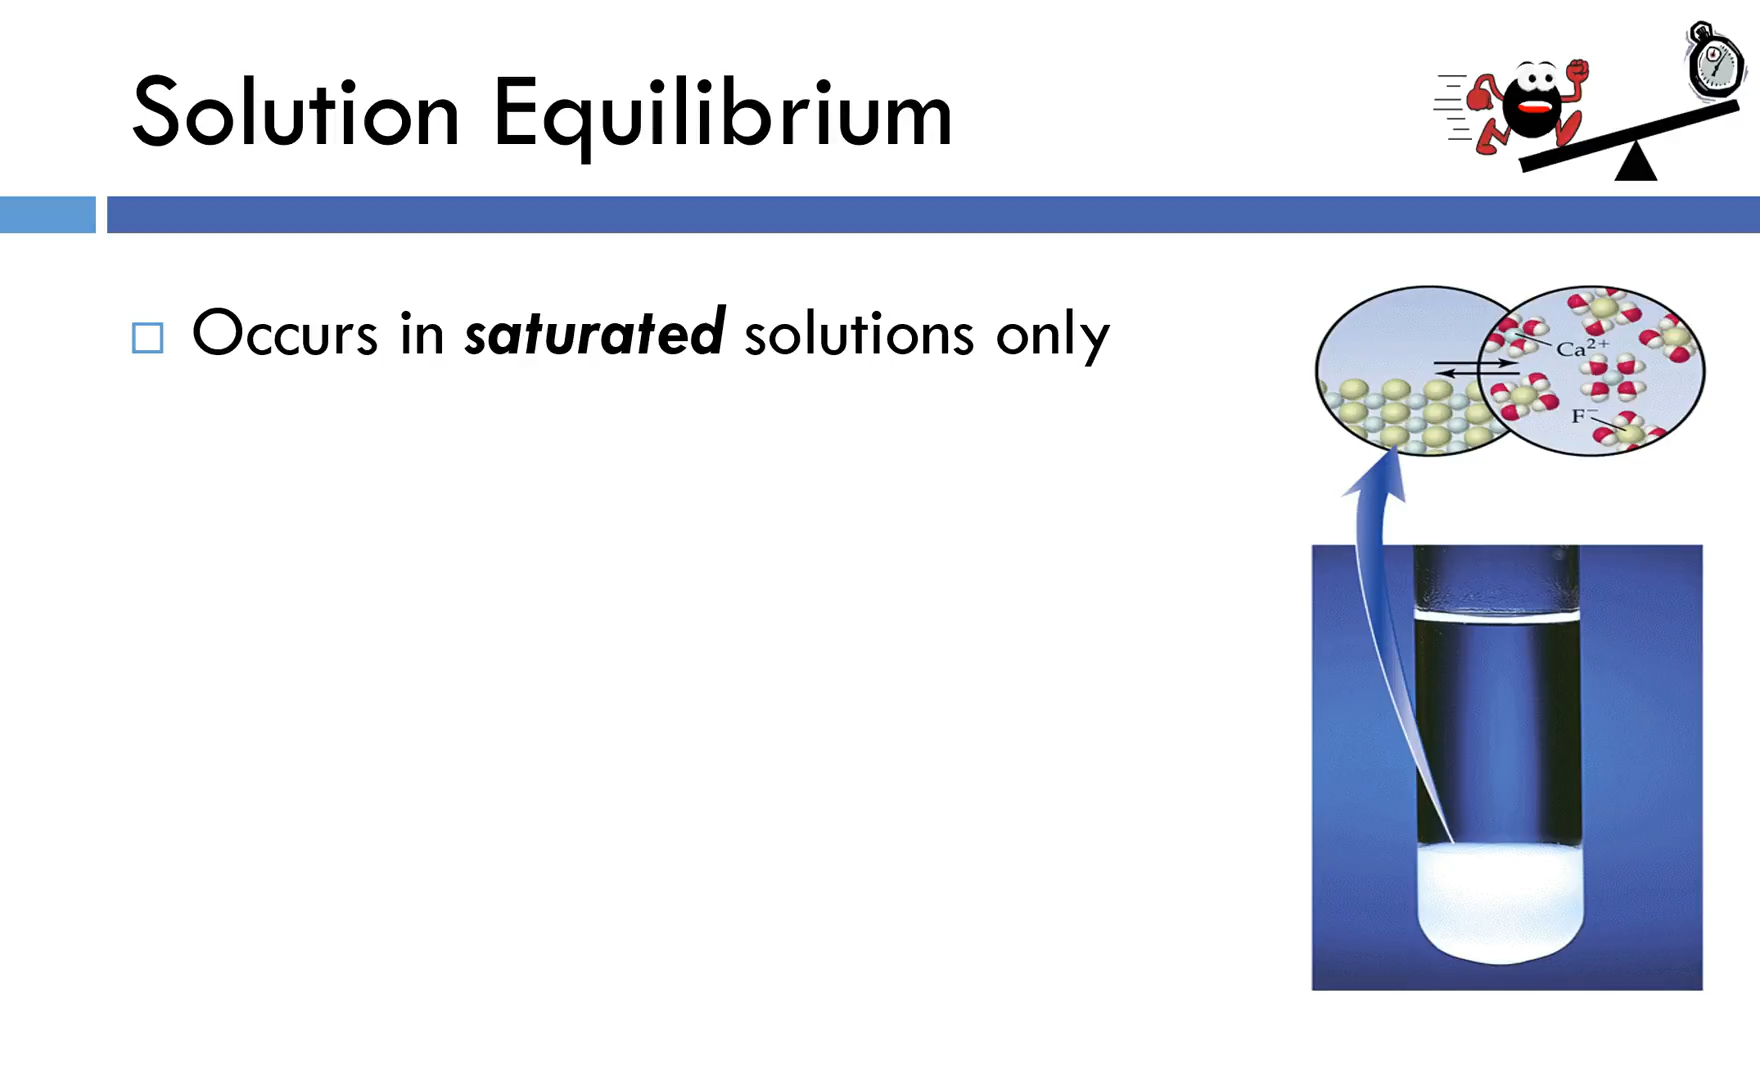 Solution Equilibrium
Occurs in saturated solutions only
Ca²⁺
F⁻